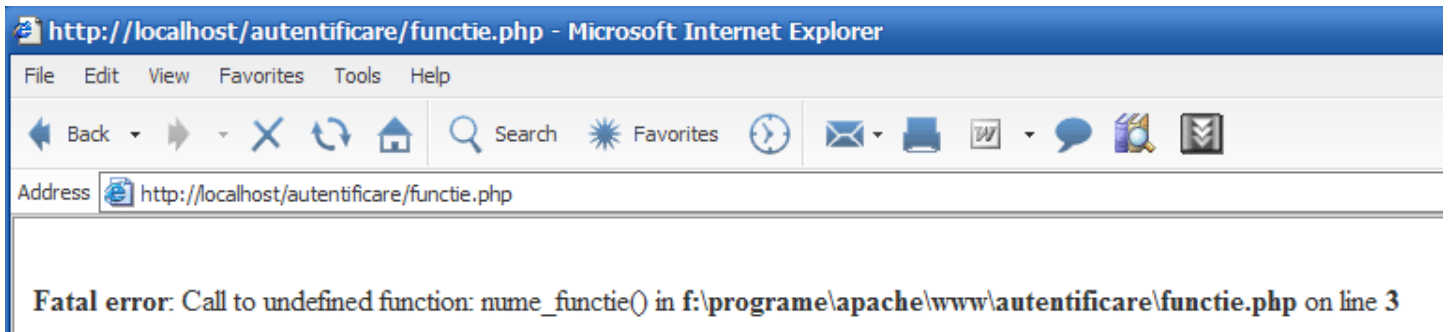 http://localhost/autentificare/functie.php - Microsoft Internet Explorer
File Edit View Favorites Tools Help
Back Search Favorites W
Address http://localhost/autentificare/functie.php
Fatal error: Call to undefined function: nume_functie() in f:\programe\apache\www\autentificare\functie.php on line 3